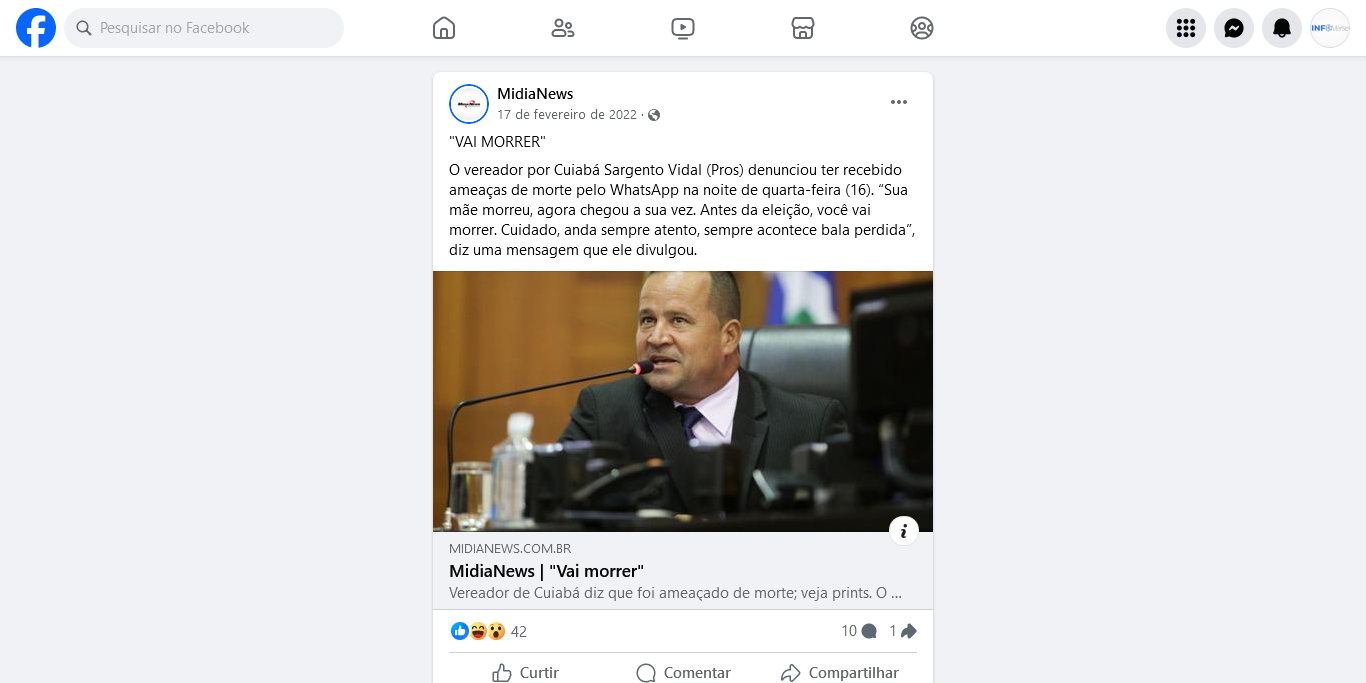 Pesquisar no Facebook
INFOVerse
MidiaNews
17 de fevereiro de 2022 ·
"VAI MORRER"
O vereador por Cuiabá Sargento Vidal (Pros) denunciou ter recebido
ameaças de morte pelo WhatsApp na noite de quarta-feira (16). “Sua
mãe morreu, agora chegou a sua vez. Antes da eleição, você vai
morrer. Cuidado, anda sempre atento, sempre acontece bala perdida”,
diz uma mensagem que ele divulgou.
MIDIANEWS.COM.BR
MidiaNews | "Vai morrer"
Vereador de Cuiabá diz que foi ameaçado de morte; veja prints. O ...
42
10
1
Curtir
Comentar
Compartilhar